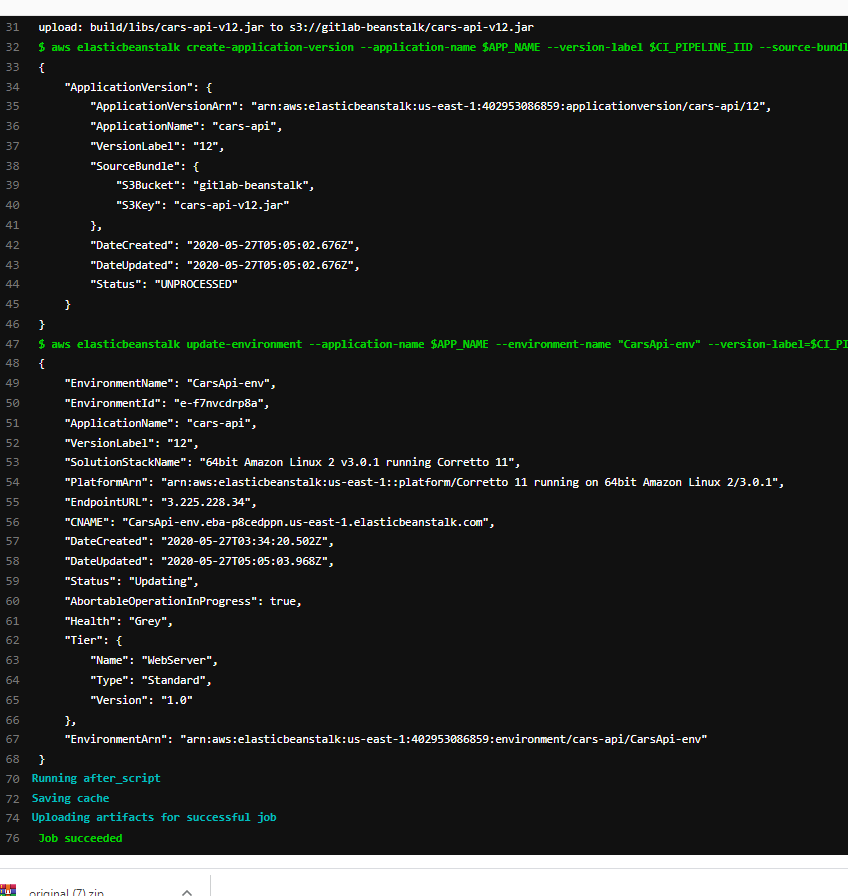 31 upload: build/libs/cars-api-v12.jar to s3://gitlab-beanstalk/cars-api-v12.jar
32 $ aws elasticbeanstalk create-application-version --application-name $APP_NAME --version-label $CI_PIPELINE_IID --source-bundl
33 {
34     "ApplicationVersion": {
35         "ApplicationVersionArn": "arn:aws:elasticbeanstalk:us-east-1:402953086859:applicationversion/cars-api/12",
36         "ApplicationName": "cars-api",
37         "VersionLabel": "12",
38         "SourceBundle": {
39             "S3Bucket": "gitlab-beanstalk",
40             "S3Key": "cars-api-v12.jar"
41         },
42         "DateCreated": "2020-05-27T05:05:02.676Z",
43         "DateUpdated": "2020-05-27T05:05:02.676Z",
44         "Status": "UNPROCESSED"
45     }
46 }
47 $ aws elasticbeanstalk update-environment --application-name $APP_NAME --environment-name "CarsApi-env" --version-label=$CI_PI
48 {
49     "EnvironmentName": "CarsApi-env",
50     "EnvironmentId": "e-f7nvcdrp8a",
51     "ApplicationName": "cars-api",
52     "VersionLabel": "12",
53     "SolutionStackName": "64bit Amazon Linux 2 v3.0.1 running Corretto 11",
54     "PlatformArn": "arn:aws:elasticbeanstalk:us-east-1::platform/Corretto 11 running on 64bit Amazon Linux 2/3.0.1",
55     "EndpointURL": "3.225.228.34",
56     "CNAME": "CarsApi-env.eba-p8cedppn.us-east-1.elasticbeanstalk.com",
57     "DateCreated": "2020-05-27T03:34:20.502Z",
58     "DateUpdated": "2020-05-27T05:05:03.968Z",
59     "Status": "Updating",
60     "AbortableOperationInProgress": true,
61     "Health": "Grey",
62     "Tier": {
63         "Name": "WebServer",
64         "Type": "Standard",
65         "Version": "1.0"
66     },
67     "EnvironmentArn": "arn:aws:elasticbeanstalk:us-east-1:402953086859:environment/cars-api/CarsApi-env"
68 }
70 Running after_script
72 Saving cache
74 Uploading artifacts for successful job
76 Job succeeded
original (7).zip